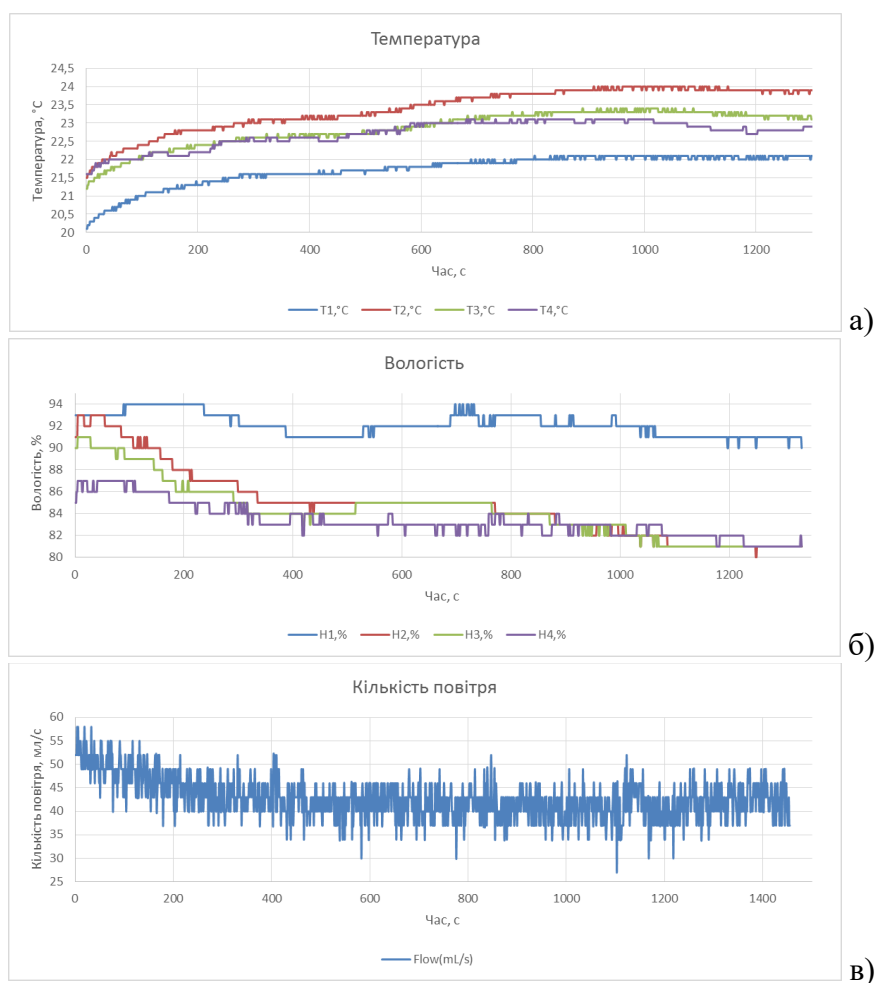 Температура
24,5
24
23,5
23
22,5
22
21,5
21
20,5
20
Температура, °C
0 200 400 600 800 1000 1200
Час, с
T1,°C T2,°C T3,°C T4,°C
а)
Вологість
94
92
90
88
86
84
82
80
Вологість, %
0 200 400 600 800 1000 1200
Час, с
H1,% H2,% H3,% H4,%
б)
Кількість повітря
60
55
50
45
40
35
30
25
Кількість повітря, мл/с
0 200 400 600 800 1000 1200 1400
Час, с
Flow(mL/s)
в)